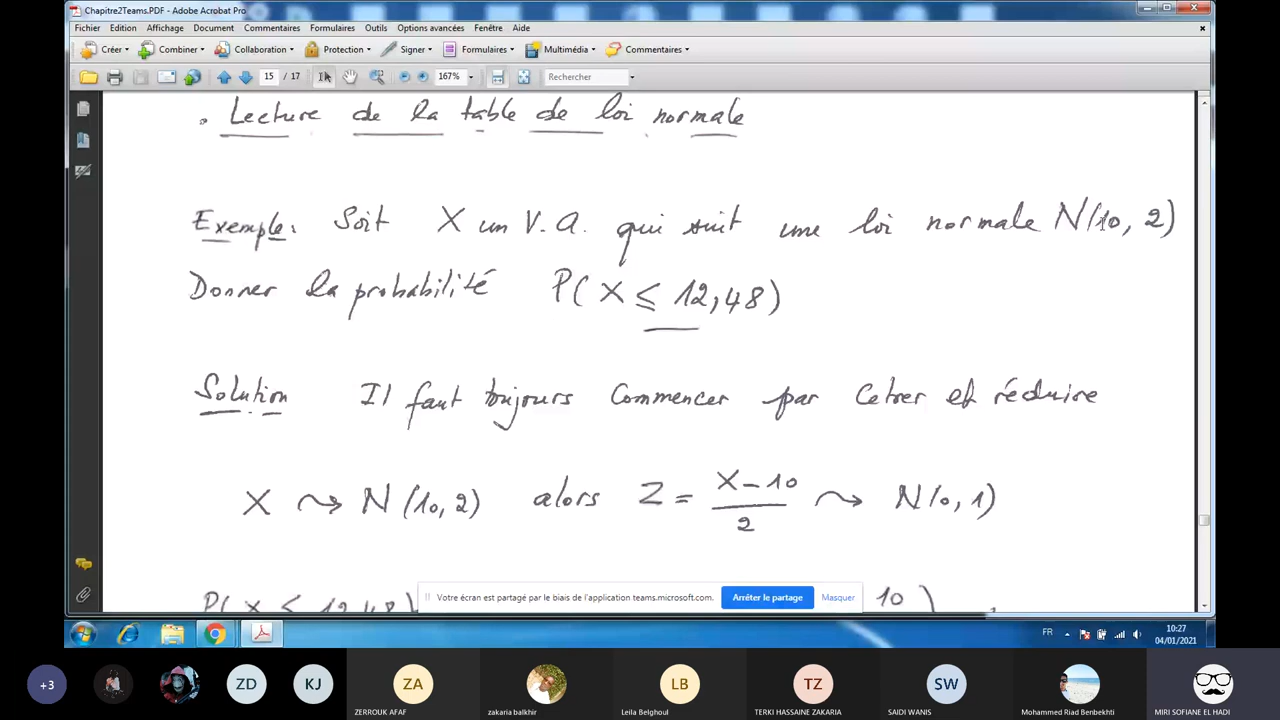 Chapitre2Teams.PDF - Adobe Acrobat Pro
Fichier Edition Affichage Document Commentaires Formulaires Outils Options avancées Fenêtre Aide
Créer Combiner Collaboration Protection Signer Formulaires Multimédia Commentaires
15 / 17 167% Rechercher
. Lecture de la table de loi normale
Exemple: Soit X un V.A. qui suit une loi normale N(10, 2)
Donner la probabilité P( X ≤ 12,48)
Solution Il faut toujours Commencer par Cetrer et réduire
X ⤳ N (10, 2) alors Z = X-10 / 2 ⤳ N(0, 1)
P( X ≤ 12,48) 10 )
Votre écran est partagé par le biais de l'application teams.microsoft.com. Arrêter le partage Masquer
FR 10:27
04/01/2021
+3 ZD KJ ZA LB TZ SW
ZERROUK AFAF zakaria balkhir Leila Belghoul TERKI HASSAINE ZAKARIA SAIDI WANIS Mohammed Riad Benbekhti MIRI SOFIANE EL HADI